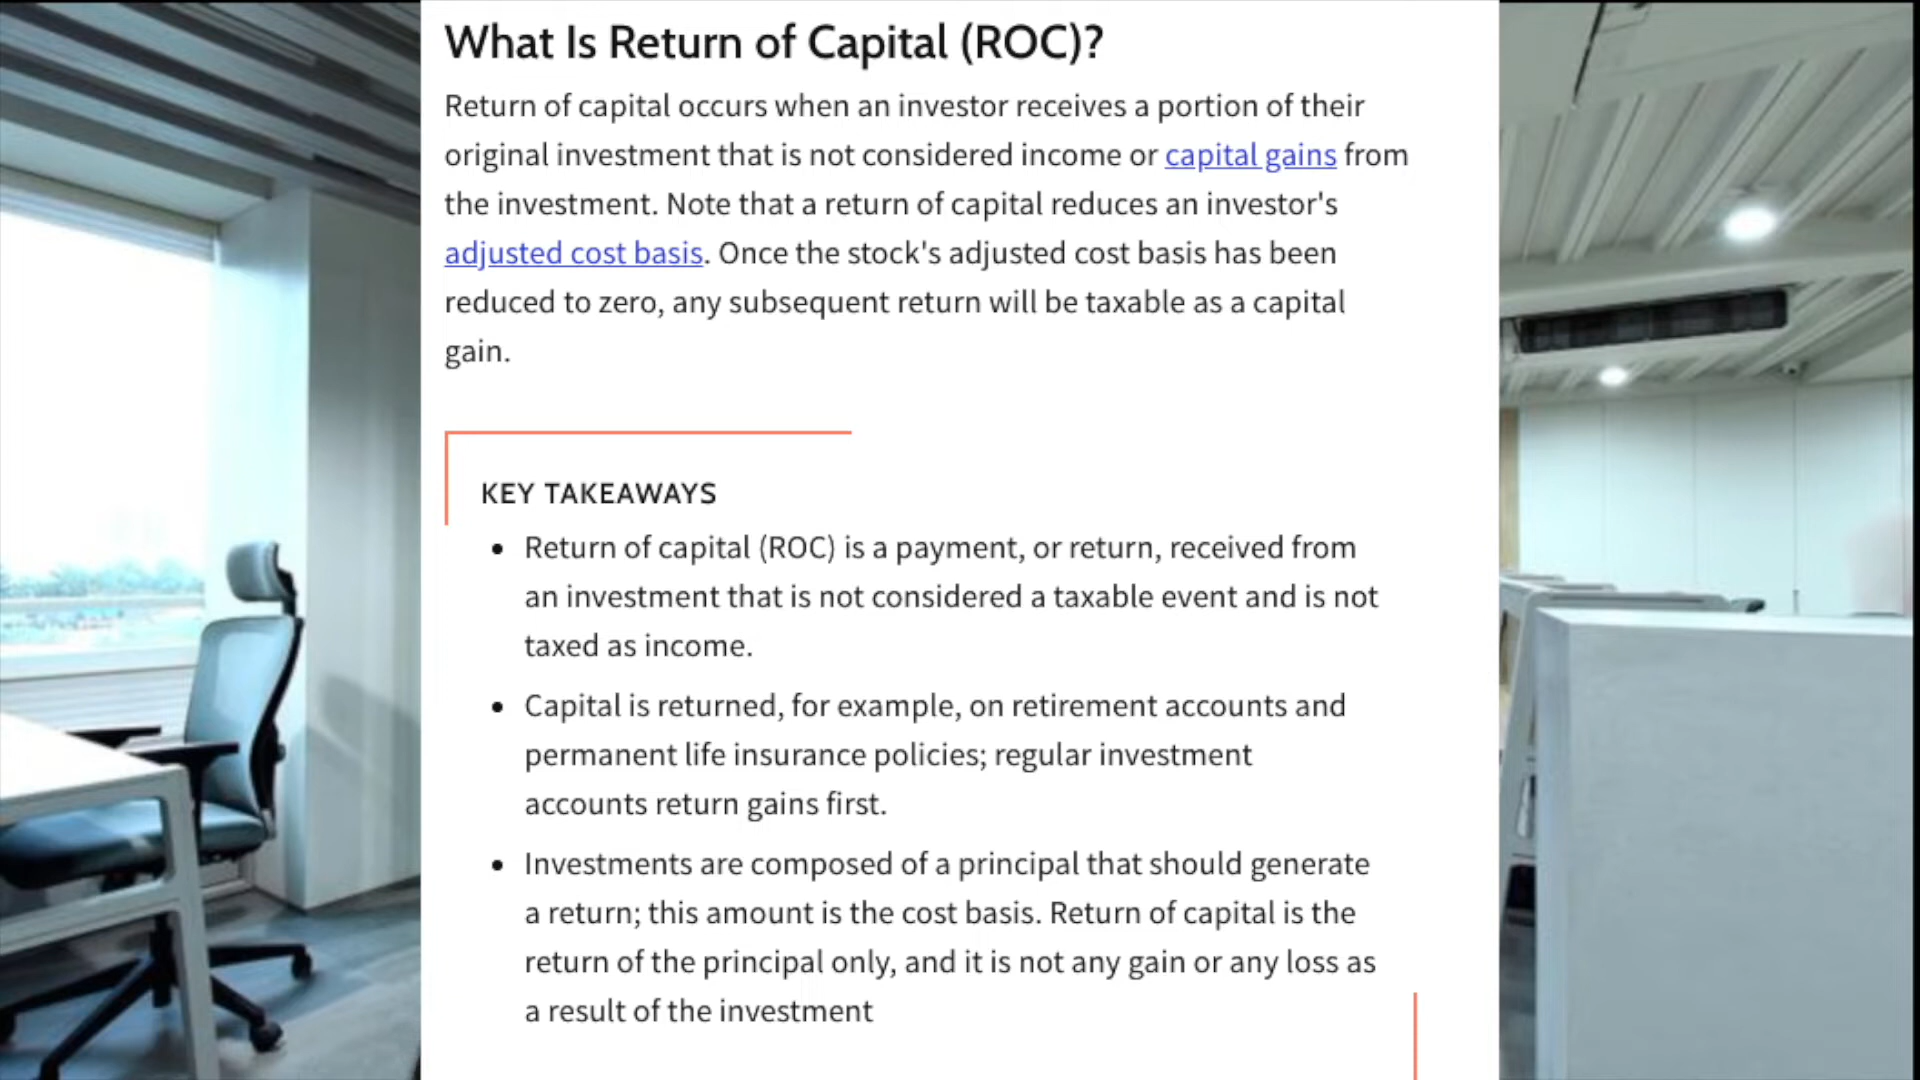 What Is Return of Capital (ROC)?
Return of capital occurs when an investor receives a portion of their
original investment that is not considered income or capital gains from
the investment. Note that a return of capital reduces an investor's
adjusted cost basis. Once the stock's adjusted cost basis has been
reduced to zero, any subsequent return will be taxable as a capital
gain.
KEY TAKEAWAYS
• Return of capital (ROC) is a payment, or return, received from
an investment that is not considered a taxable event and is not
taxed as income.
• Capital is returned, for example, on retirement accounts and
permanent life insurance policies; regular investment
accounts return gains first.
• Investments are composed of a principal that should generate
a return; this amount is the cost basis. Return of capital is the
return of the principal only, and it is not any gain or any loss as
a result of the investment